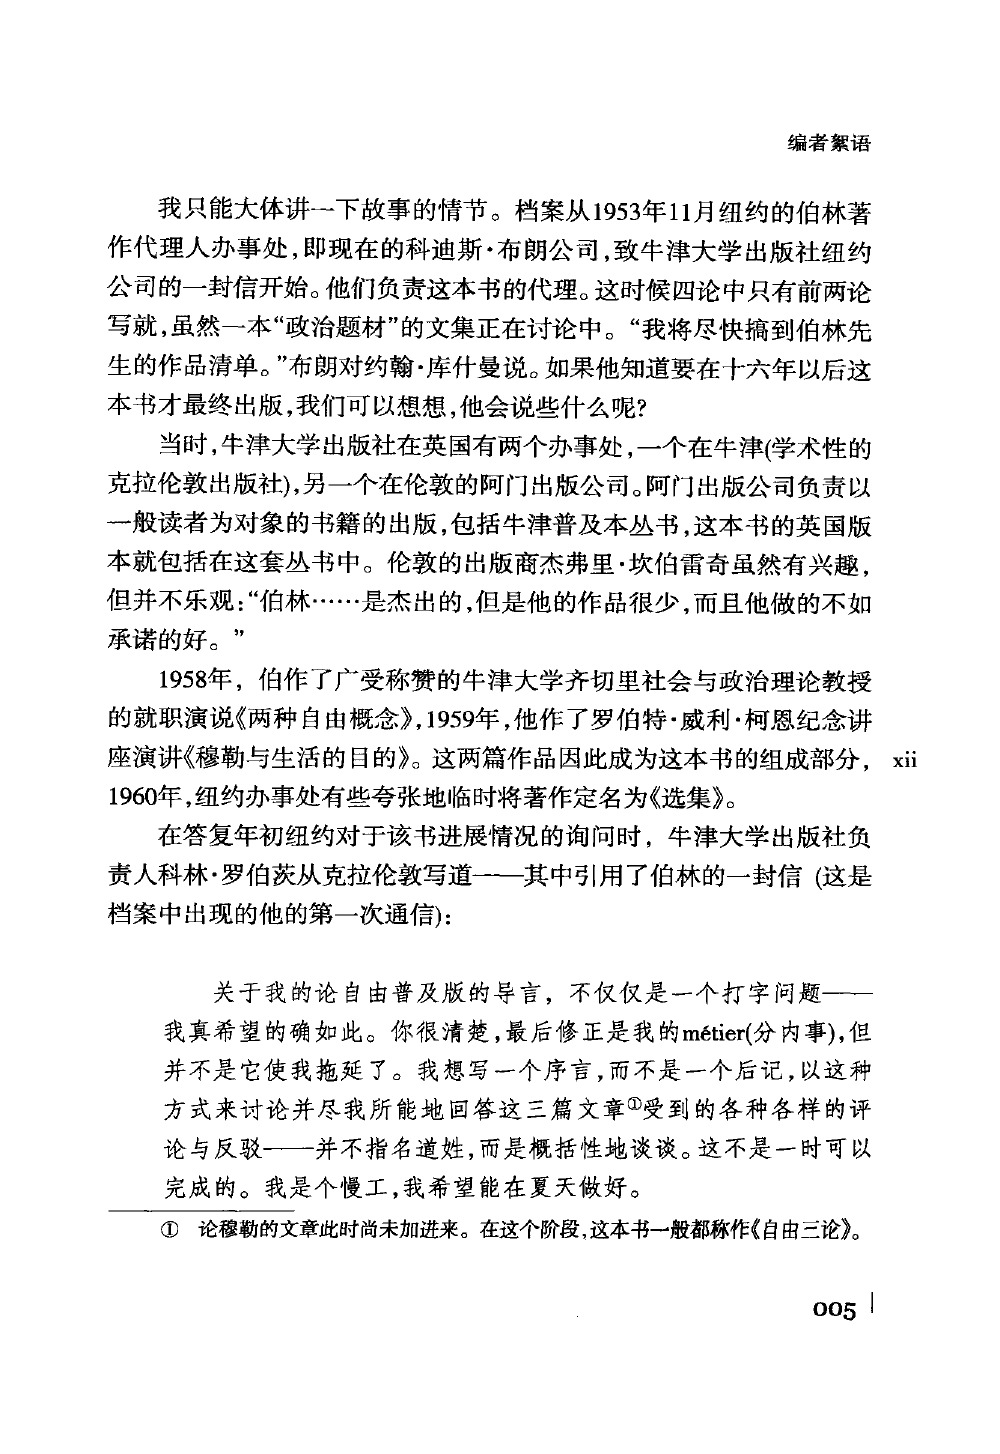 编者絮语
我只能大体讲一下故事的情节。档案从1953年11月纽约的伯林著
作代理人办事处,即现在的科迪斯·布朗公司,致牛津大学出版社纽约
公司的一封信开始。他们负责这本书的代理。这时候四论中只有前两论
写就,虽然一本“政治题材”的文集正在讨论中。“我将尽快搞到伯林先
生的作品清单。”布朗对约翰·库什曼说。如果他知道要在十六年以后这
本书才最终出版,我们可以想想,他会说些什么呢?
当时,牛津大学出版社在英国有两个办事处,一个在牛津(学术性的
克拉伦敦出版社),另一个在伦敦的阿门出版公司。阿门出版公司负责以
一般读者为对象的书籍的出版,包括牛津普及本丛书,这本书的英国版
本就包括在这套丛书中。伦敦的出版商杰弗里·坎伯雷奇虽然有兴趣,
但并不乐观:“伯林……是杰出的,但是他的作品很少,而且他做的不如
承诺的好。”
1958年,伯作了广受称赞的牛津大学齐切里社会与政治理论教授
的就职演说《两种自由概念》,1959年,他作了罗伯特·威利·柯恩纪念讲
座演讲《穆勒与生活的目的》。这两篇作品因此成为这本书的组成部分, xii
1960年,纽约办事处有些夸张地临时将著作定名为《选集》。
在答复年初纽约对于该书进展情况的询问时,牛津大学出版社负
责人科林·罗伯茨从克拉伦敦写道——其中引用了伯林的一封信 (这是
档案中出现的他的第一次通信):
关于我的论自由普及版的导言,不仅仅是一个打字问题——
我真希望的确如此。你很清楚,最后修正是我的métier(分内事),但
并不是它使我拖延了。我想写一个序言,而不是一个后记,以这种
方式来讨论并尽我所能地回答这三篇文章①受到的各种各样的评
论与反驳——并不指名道姓,而是概括性地谈谈。这不是一时可以
完成的。我是个慢工,我希望能在夏天做好。
① 论穆勒的文章此时尚未加进来。在这个阶段,这本书一般都称作《自由三论》。
005